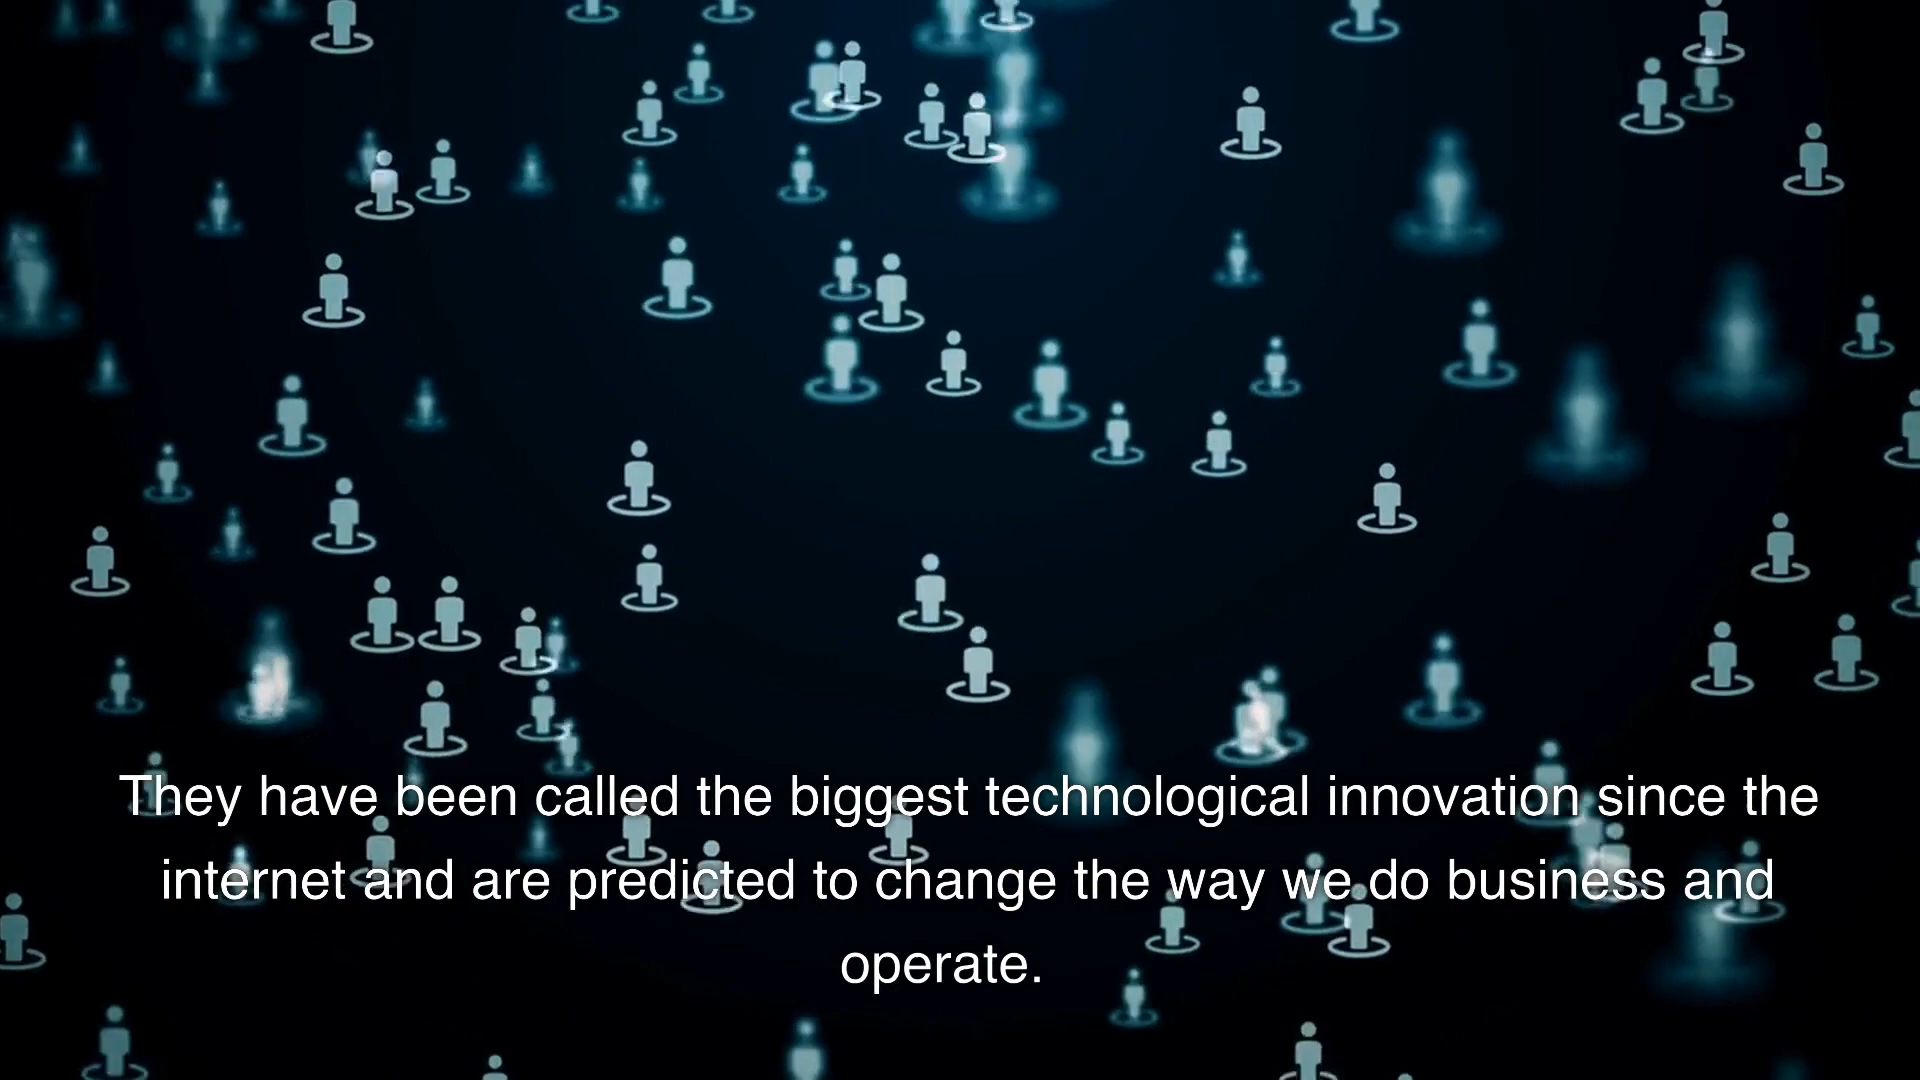 They have been called the biggest technological innovation since the
internet and are predicted to change the way we do business and
operate.